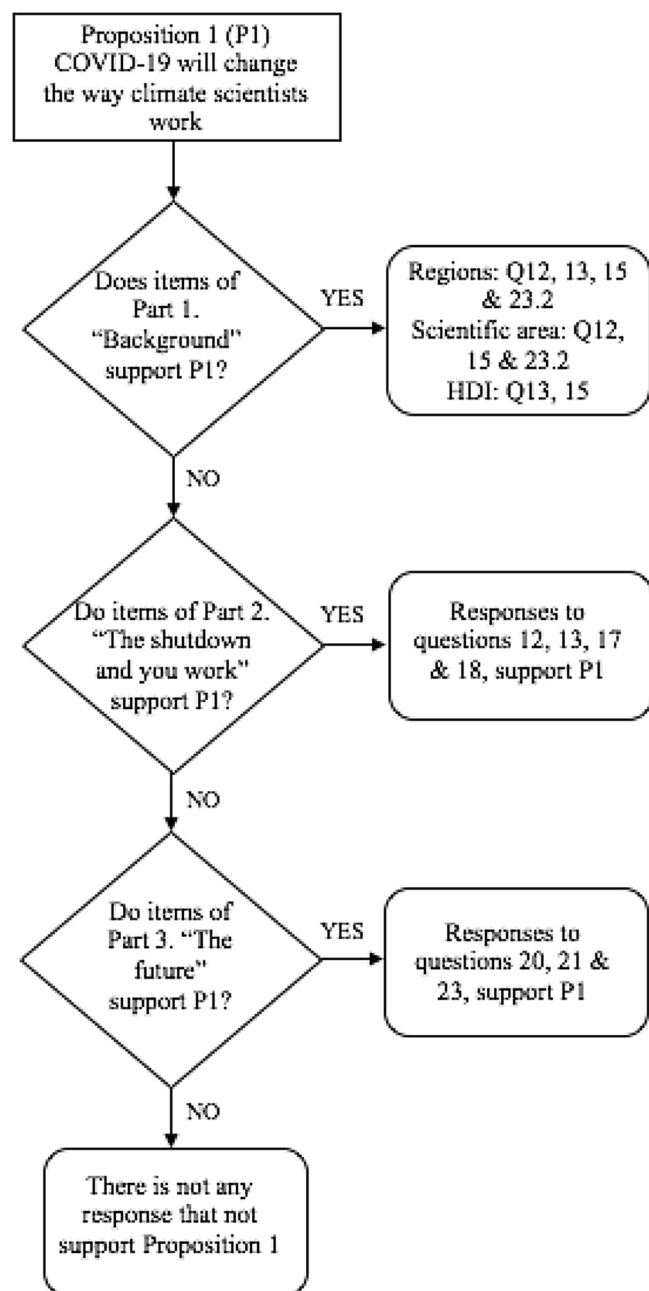 Proposition 1 (P1)
COVID-19 will change
the way climate scientists
work
Does items of
Part 1.
“Background”
support P1?
YES
Regions: Q12, 13, 15
& 23.2
Scientific area: Q12,
15 & 23.2
HDI: Q13, 15
NO
Do items of Part 2.
“The shutdown
and you work”
support P1?
YES
Responses to
questions 12, 13, 17
& 18, support P1
NO
Do items of
Part 3. “The
future”
support P1?
YES
Responses to
questions 20, 21 &
23, support P1
NO
There is not any
response that not
support Proposition 1